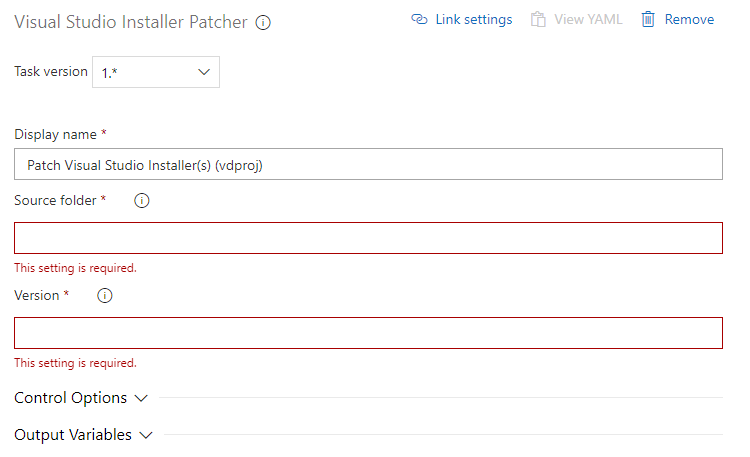 Visual Studio Installer Patcher
Link settings View YAML Remove
Task version 1.*
Display name *
Patch Visual Studio Installer(s) (vdproj)
Source folder *
This setting is required.
Version *
This setting is required.
Control Options
Output Variables